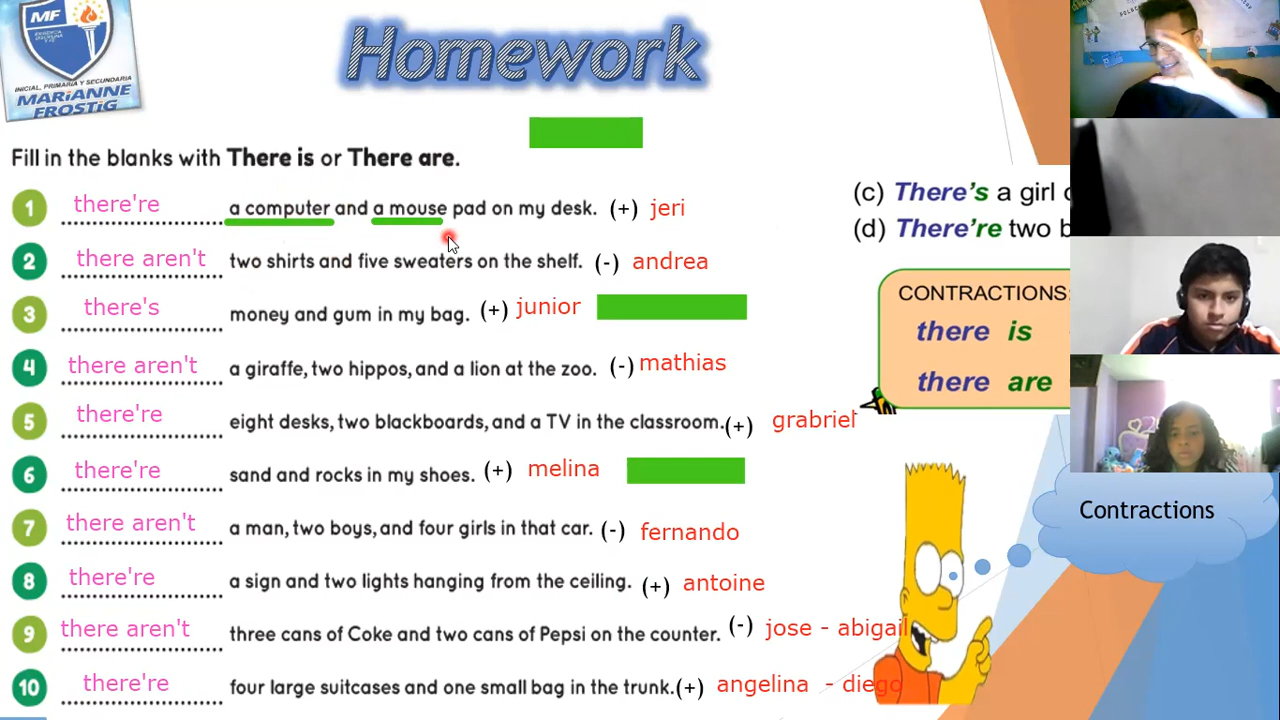 MF
EXIGENCIA
INICIAL, PRIMARIA Y SECUNDARIA
MARIANNE
FROSTIG
Homework
Fill in the blanks with There is or There are.
1 there're a computer and a mouse pad on my desk. (+) jeri
2 there aren't two shirts and five sweaters on the shelf. (-) andrea
3 there's money and gum in my bag. (+) junior
4 there aren't a giraffe, two hippos, and a lion at the zoo. (-) mathias
5 there're eight desks, two blackboards, and a TV in the classroom. (+) grabriel
6 there're sand and rocks in my shoes. (+) melina
7 there aren't a man, two boys, and four girls in that car. (-) fernando
8 there're a sign and two lights hanging from the ceiling. (+) antoine
9 there aren't three cans of Coke and two cans of Pepsi on the counter. (-) jose - abigail
10 there're four large suitcases and one small bag in the trunk. (+) angelina - diego
(c) There's a girl
(d) There're two
CONTRACTIONS:
there is
there are
Contractions